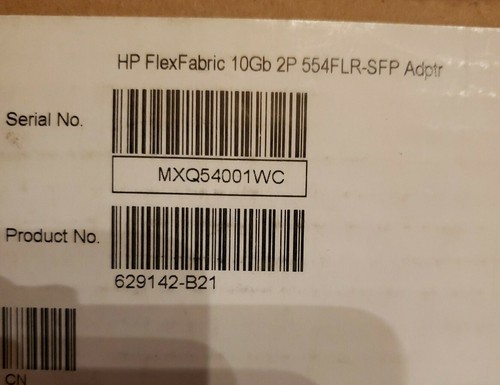 HP FlexFabric 10Gb 2P 554FLR-SFP Adptr
Serial No.
MXQ54001WC
Product No.
629142-B21
CN